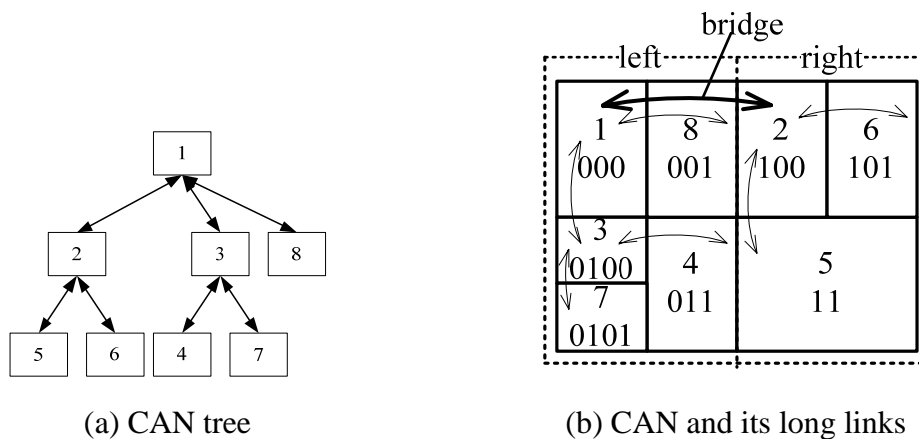 bridge
left right
1
1 8 2 6
000 001 100 101
2 3 8
3
0100
4 5
011 11
7
0101
5 6 4 7
(a) CAN tree
(b) CAN and its long links